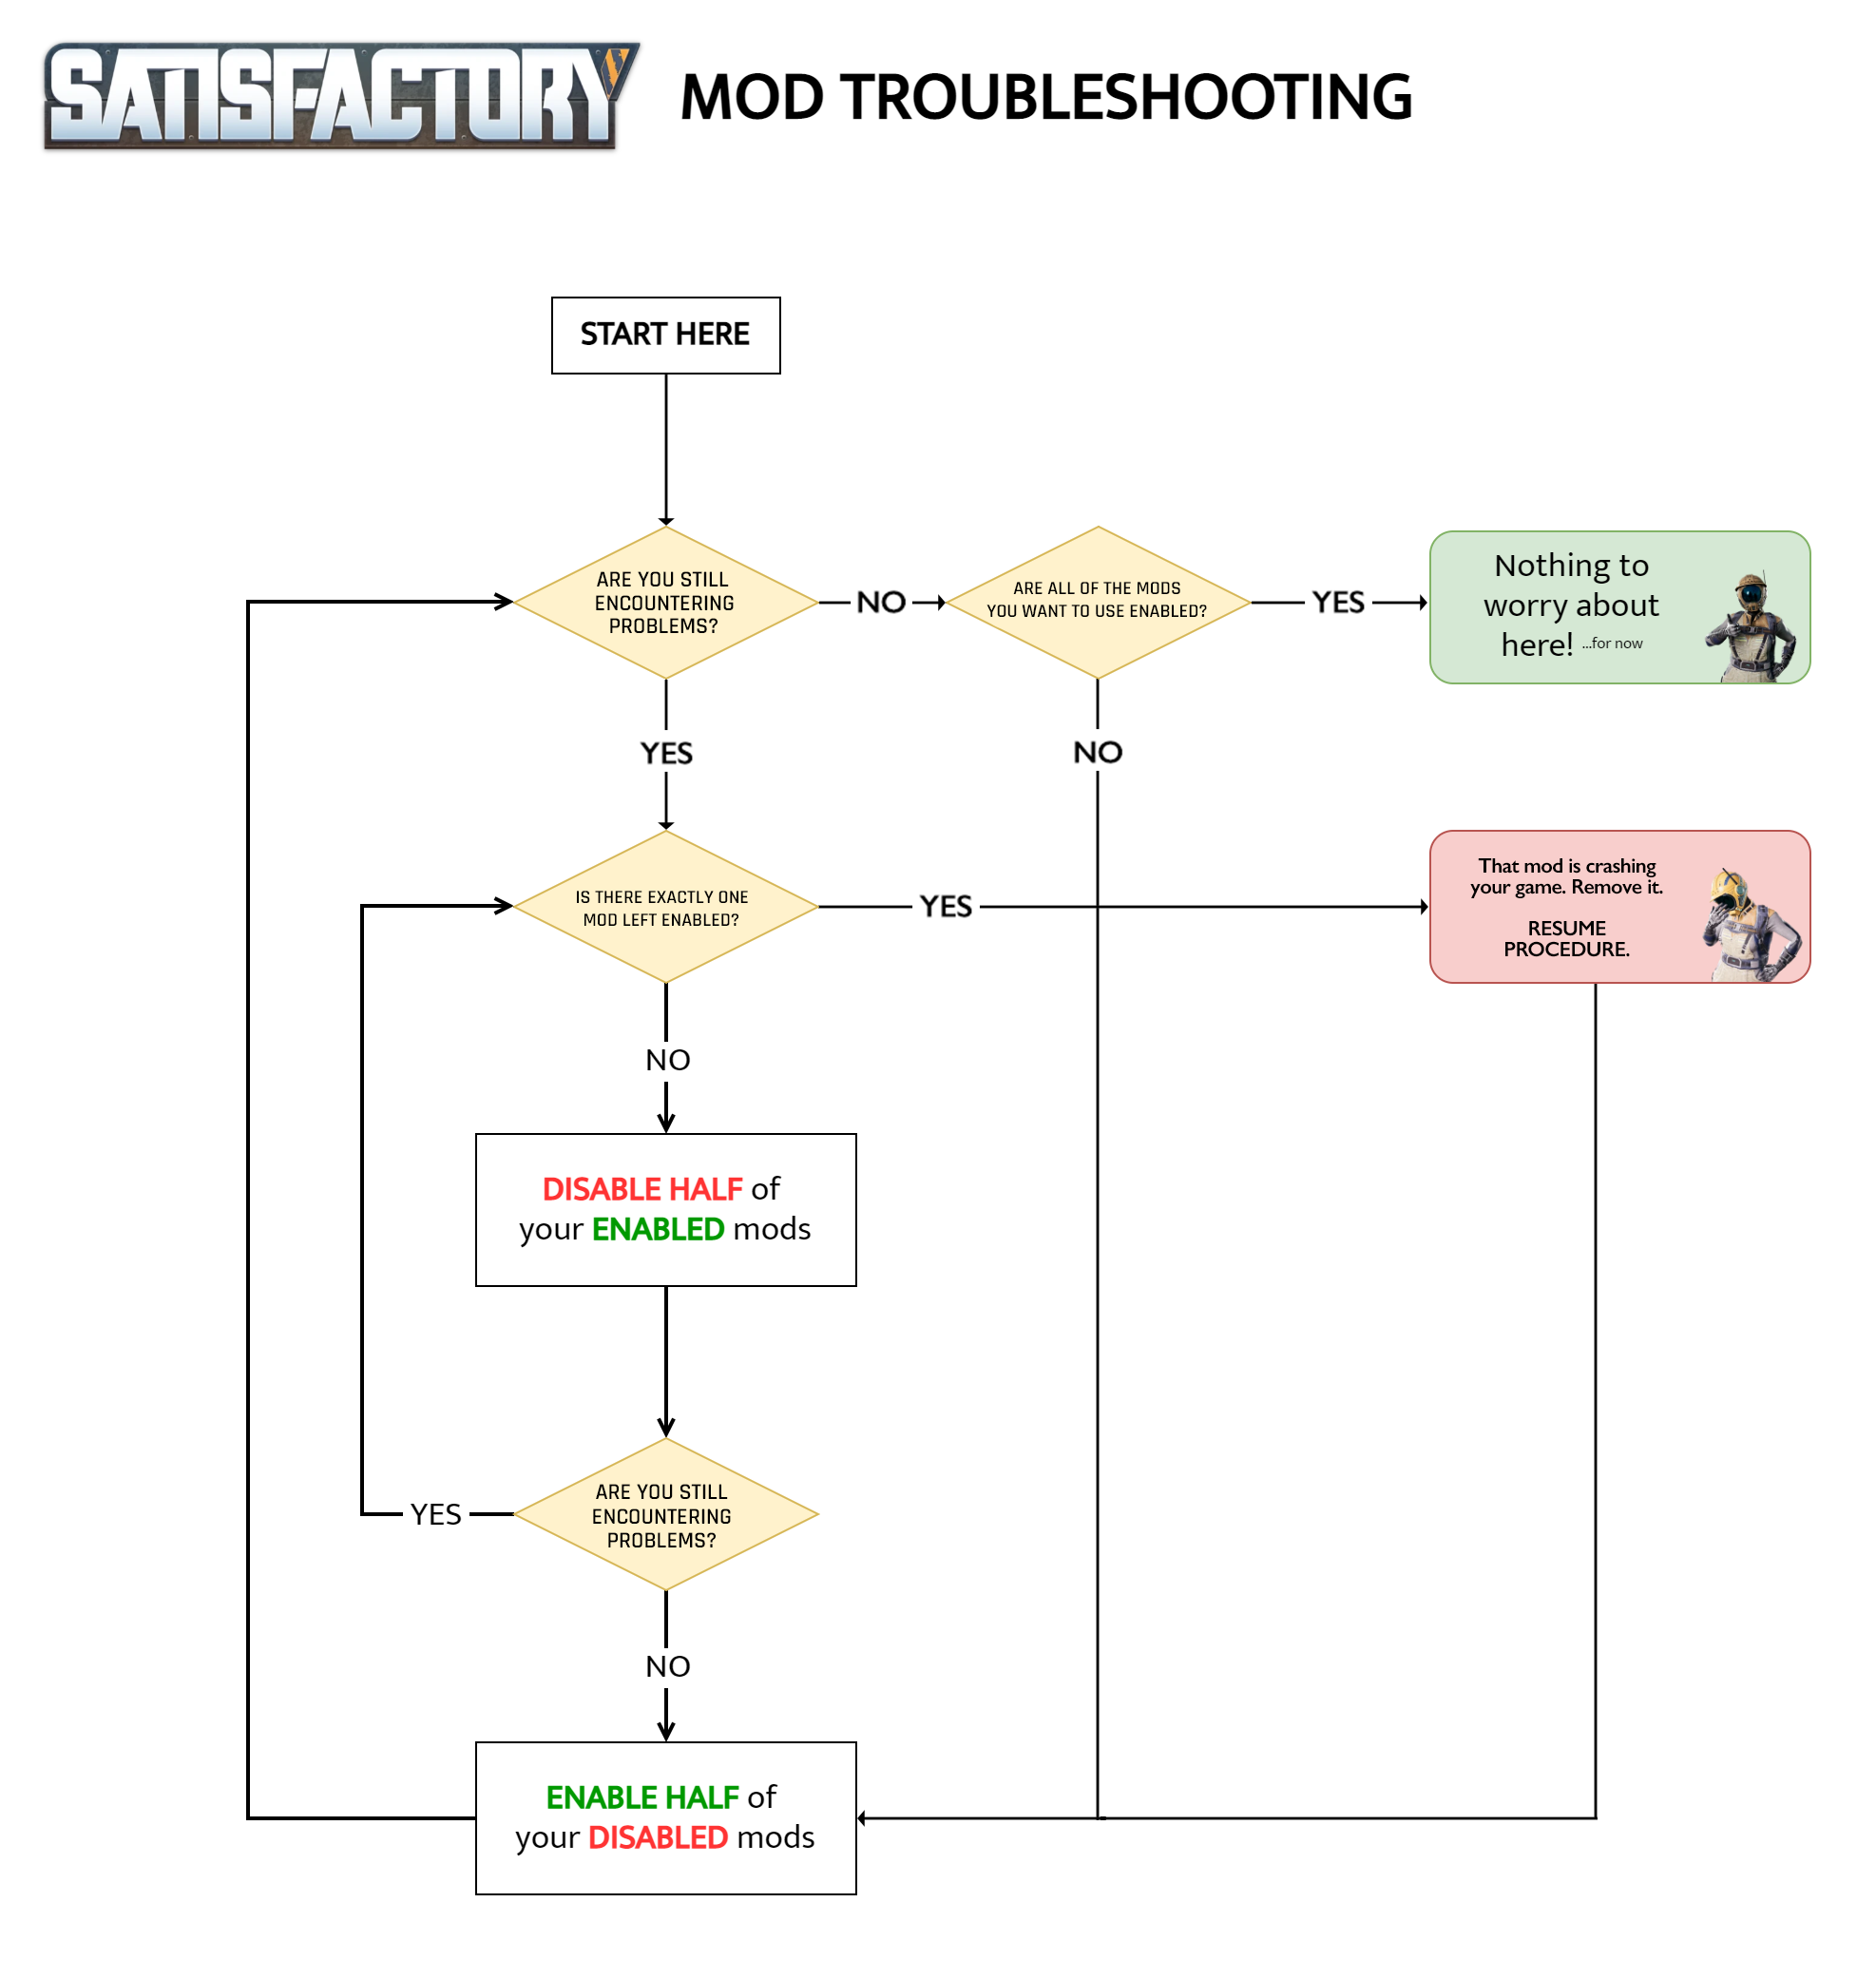 SATISFACTORY
MOD TROUBLESHOOTING
START HERE
ARE YOU STILL
ENCOUNTERING
PROBLEMS?
NO
ARE ALL OF THE MODS
YOU WANT TO USE ENABLED?
YES
Nothing to
worry about
here! ...for now
YES
NO
IS THERE EXACTLY ONE
MOD LEFT ENABLED?
YES
That mod is crashing
your game. Remove it.
RESUME
PROCEDURE.
NO
DISABLE HALF of
your ENABLED mods
ARE YOU STILL
ENCOUNTERING
PROBLEMS?
YES
NO
ENABLE HALF of
your DISABLED mods